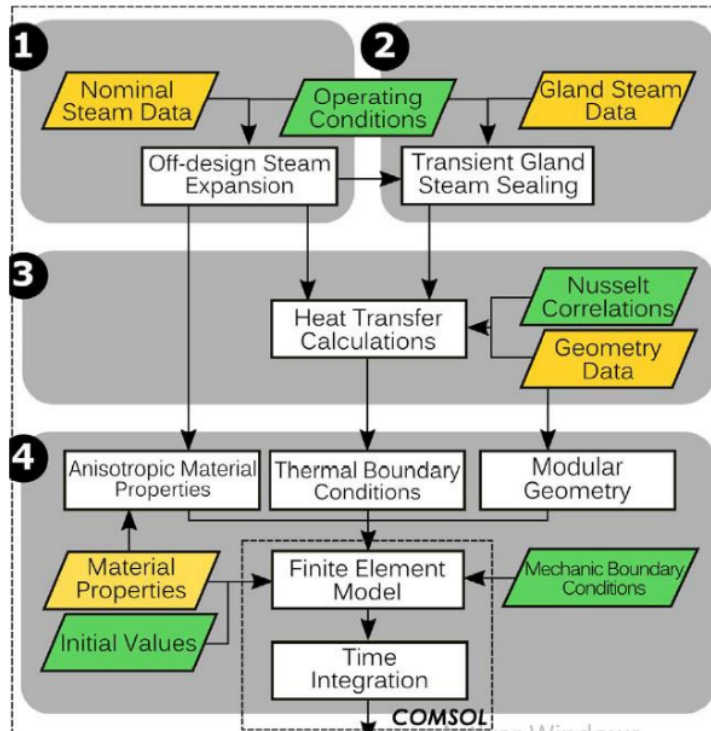 1
2
Nominal
Steam Data
Operating
Conditions
Gland Steam
Data
Off-design Steam
Expansion
Transient Gland
Steam Sealing
3
Nusselt
Correlations
Heat Transfer
Calculations
Geometry
Data
4
Anisotropic Material
Properties
Thermal Boundary
Conditions
Modular
Geometry
Material
Properties
Finite Element
Model
Mechanic Boundary
Conditions
Initial Values
Time
Integration
COMSOL
Windows